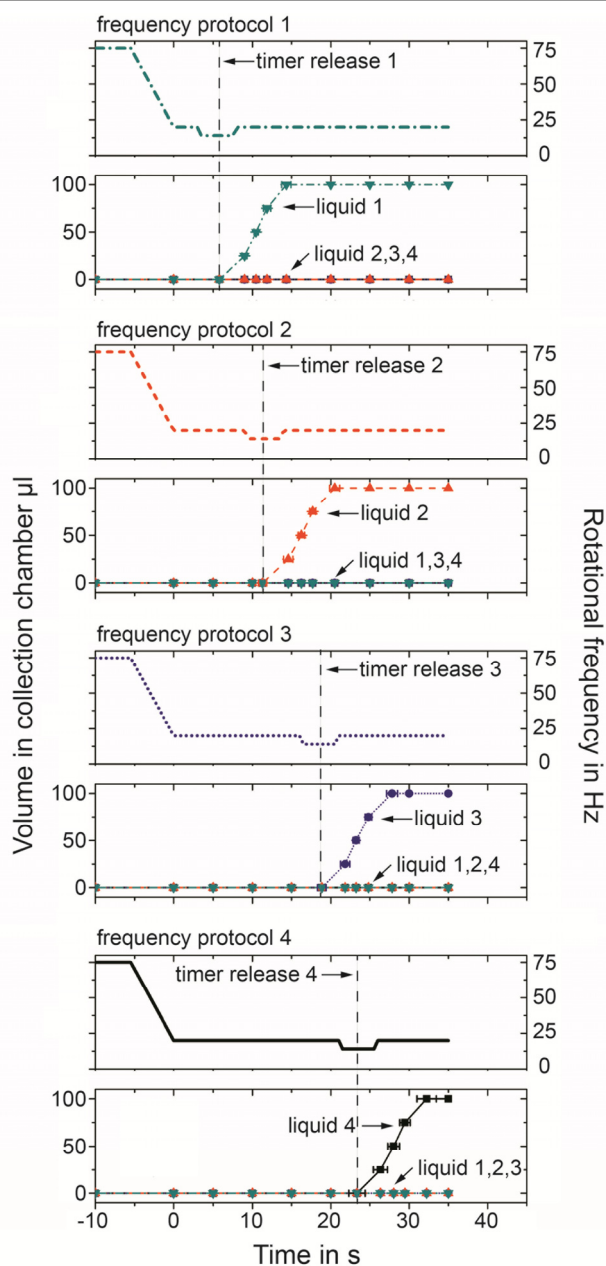 frequency protocol 1
75
timer release 1
50
25
0
100
liquid 1
50
liquid 2,3,4
0
frequency protocol 2
75
timer release 2
50
25
0
100
liquid 2
50
liquid 1,3,4
0
frequency protocol 3
75
timer release 3
50
25
0
100
liquid 3
50
liquid 1,2,4
0
frequency protocol 4
75
timer release 4
50
25
0
100
liquid 4
50
liquid 1,2,3
0
-10 0 10 20 30 40
Time in s
Volume in collection chamber µl
Rotational frequency in Hz